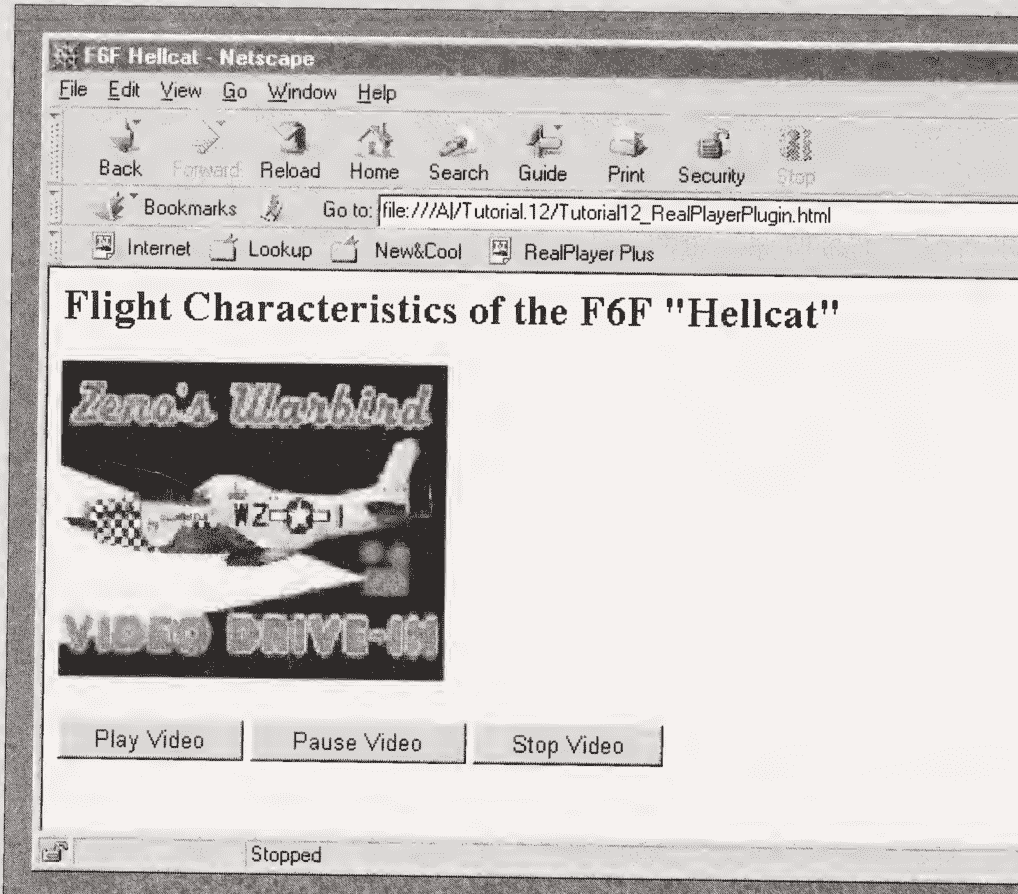 F6F Hellcat - Netscape
File Edit View Go Window Help
Back Forward Reload Home Search Guide Print Security Stop
Bookmarks Go to: file:///A|/Tutorial.12/Tutorial12_RealPlayerPlugin.html
Internet Lookup New&Cool RealPlayer Plus
Flight Characteristics of the F6F "Hellcat"
Zeno's Warbird
WZ I
VIDEO DRIVE-IN
Play Video Pause Video Stop Video
Stopped